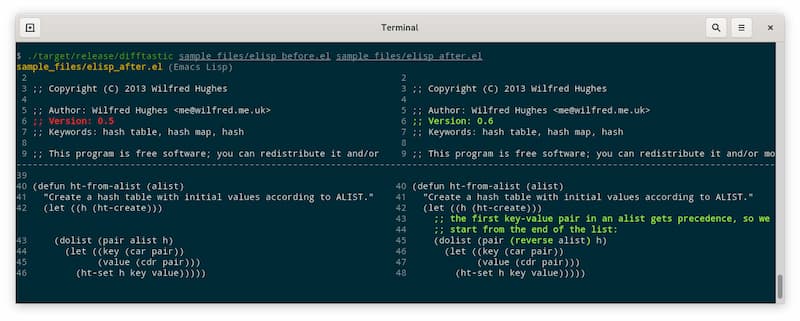 Terminal
$ ./target/release/difftastic sample_files/elisp_before.el sample_files/elisp_after.el
sample_files/elisp_after.el (Emacs Lisp)
2 2
3 ;; Copyright (C) 2013 Wilfred Hughes 3 ;; Copyright (C) 2013 Wilfred Hughes
4 4
5 ;; Author: Wilfred Hughes <me@wilfred.me.uk> 5 ;; Author: Wilfred Hughes <me@wilfred.me.uk>
6 ;; Version: 0.5 6 ;; Version: 0.6
7 ;; Keywords: hash table, hash map, hash 7 ;; Keywords: hash table, hash map, hash
8 8
9 ;; This program is free software; you can redistribute it and/or 9 ;; This program is free software; you can redistribute it and/or mo
39
40 (defun ht-from-alist (alist) 40 (defun ht-from-alist (alist)
41 "Create a hash table with initial values according to ALIST." 41 "Create a hash table with initial values according to ALIST."
42 (let ((h (ht-create))) 42 (let ((h (ht-create)))
43 ;; the first key-value pair in an alist gets precedence, so we
44 ;; start from the end of the list:
43 (dolist (pair alist h) 45 (dolist (pair (reverse alist) h)
44 (let ((key (car pair)) 46 (let ((key (car pair))
45 (value (cdr pair))) 47 (value (cdr pair)))
46 (ht-set h key value))))) 48 (ht-set h key value)))))